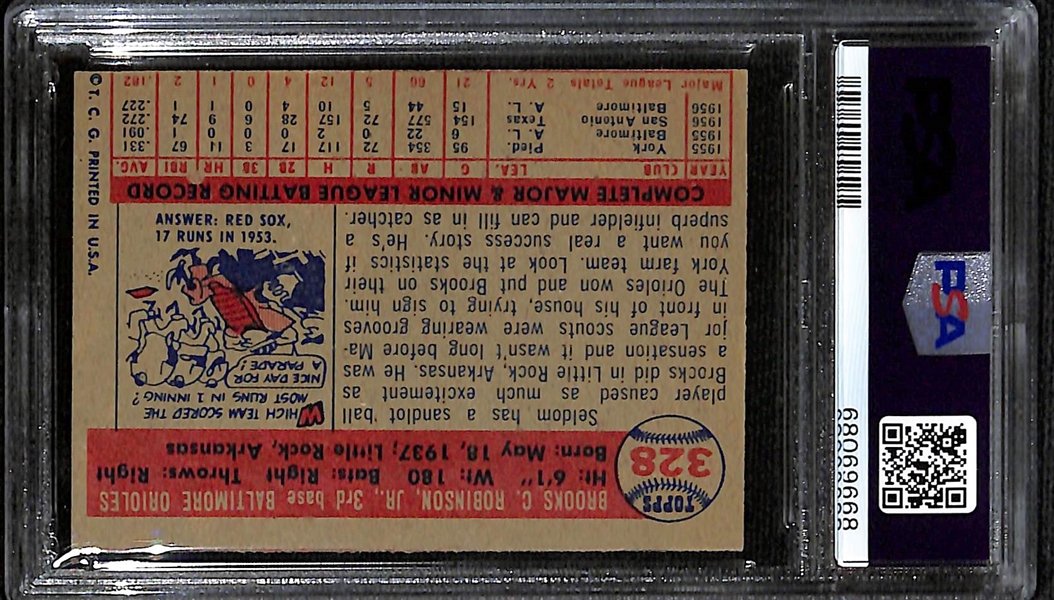 TOPPS
328
BROOKS C. ROBINSON, JR., 3rd base BALTIMORE ORIOLES
Ht: 6'1" Wt: 180 Bats: Right Throws: Right
Born: May 18, 1937; Little Rock, Arkansas
Seldom has a sandlot ball
player caused as much excitement as
Brooks did in Little Rock, Arkansas. He was
a sensation and it wasn't long before Ma-
jor League scouts were wearing grooves
in front of his house, trying to sign him.
The Orioles won and put Brooks on their
York farm team. Look at the statistics if
you want a real success story. He's a
superb infielder and can fill in as catcher.
WHICH TEAM SCORED THE
MOST RUNS IN 1 INNING?
NICE DAY FOR
A PARADE!
ANSWER: RED SOX,
17 RUNS IN 1953.
COMPLETE MAJOR & MINOR LEAGUE BATTING RECORD
YEAR CLUB LEA. G AB R H 2B 3B HR RBI AVG.
1955 York Pied. 95 354 72 117 17 3 11 67 .331
1955 Baltimore A. L. 6 22 0 2 0 0 0 1 .091
1956 San Antonio Texas 154 577 72 157 28 6 9 74 .272
1956 Baltimore A. L. 15 44 5 10 4 0 1 1 .227
Major League Totals 2 Yrs. 21 66 5 12 4 0 1 2 .182
© T. C. G. PRINTED IN U.S.A.
PSA
PSA
68069668